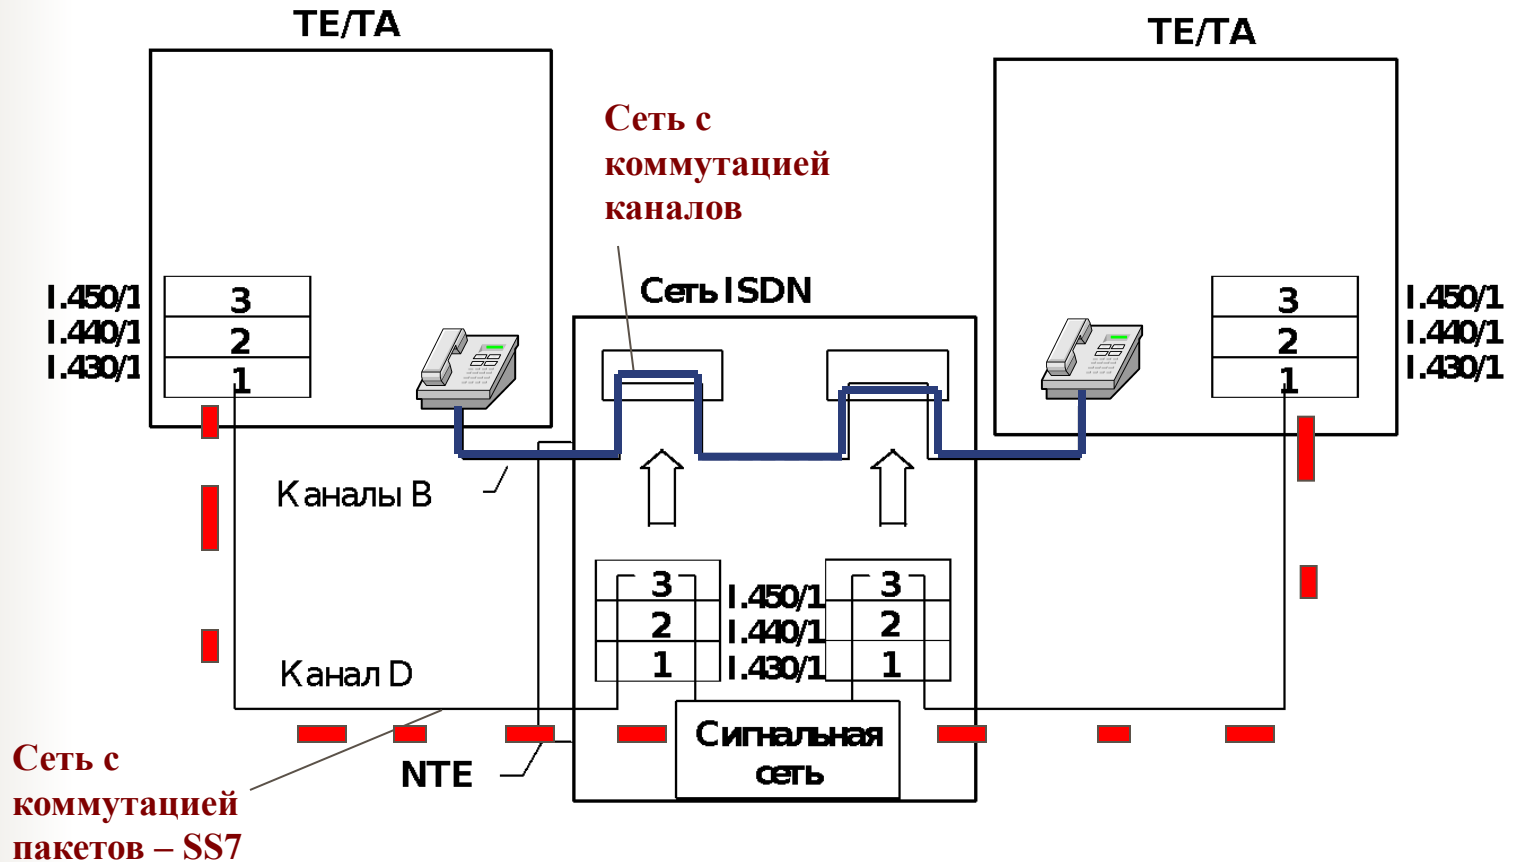 TE/TA
TE/TA
Сеть с
коммутацией
каналов
Сеть ISDN
I.450/1
I.440/1
I.430/1
3
2
1
3
2
1
I.450/1
I.440/1
I.430/1
Каналы B
3
2
1
I.450/1
I.440/1
I.430/1
3
2
1
Канал D
Сигнальная
сеть
NTE
Сеть с
коммутацией
пакетов – SS7